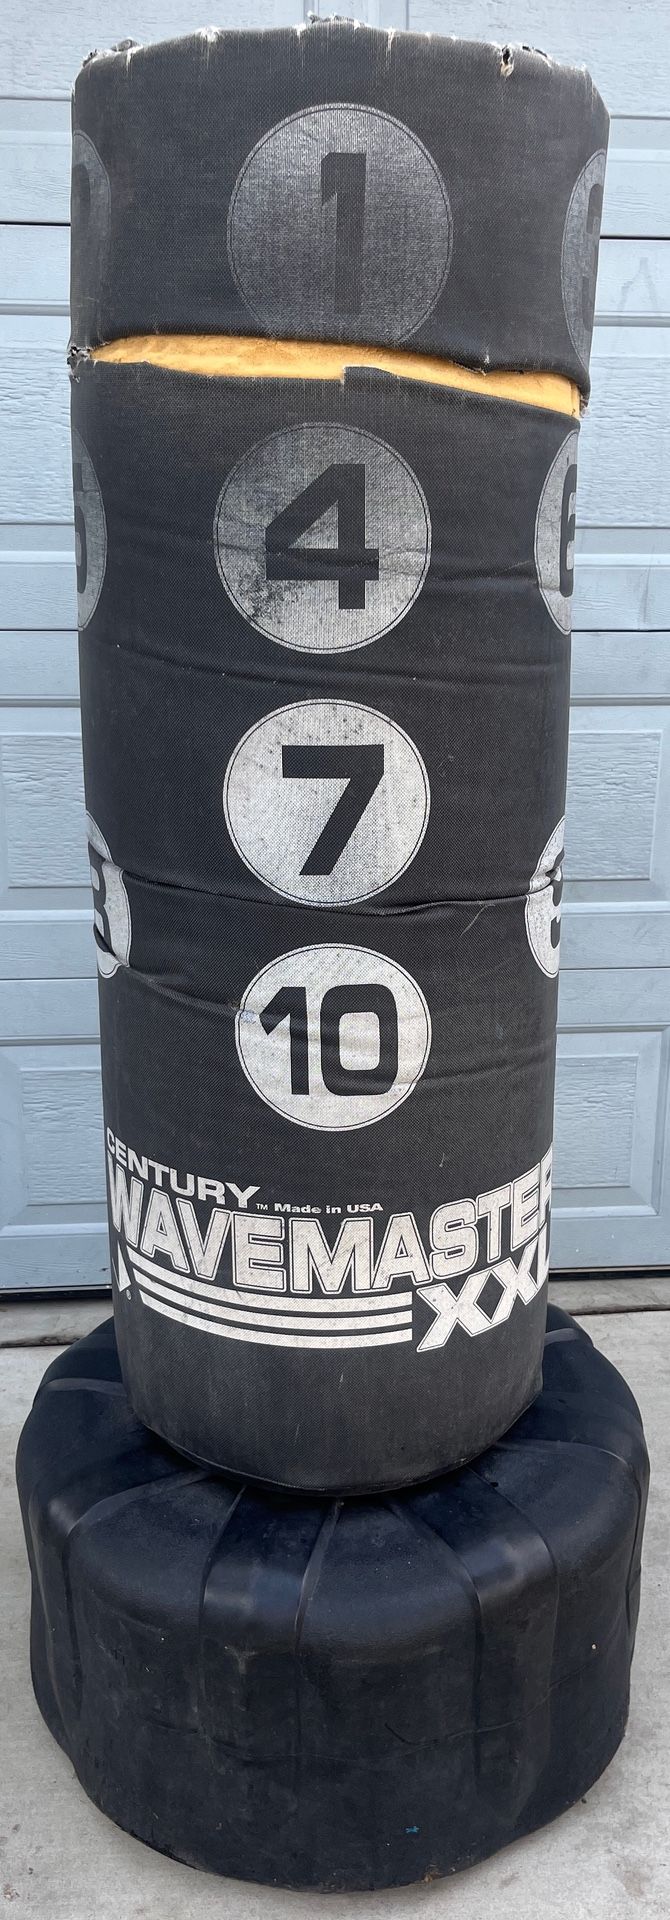 1
4
7
10
CENTURY
™ Made in USA
WAVEMASTER
XXL
®